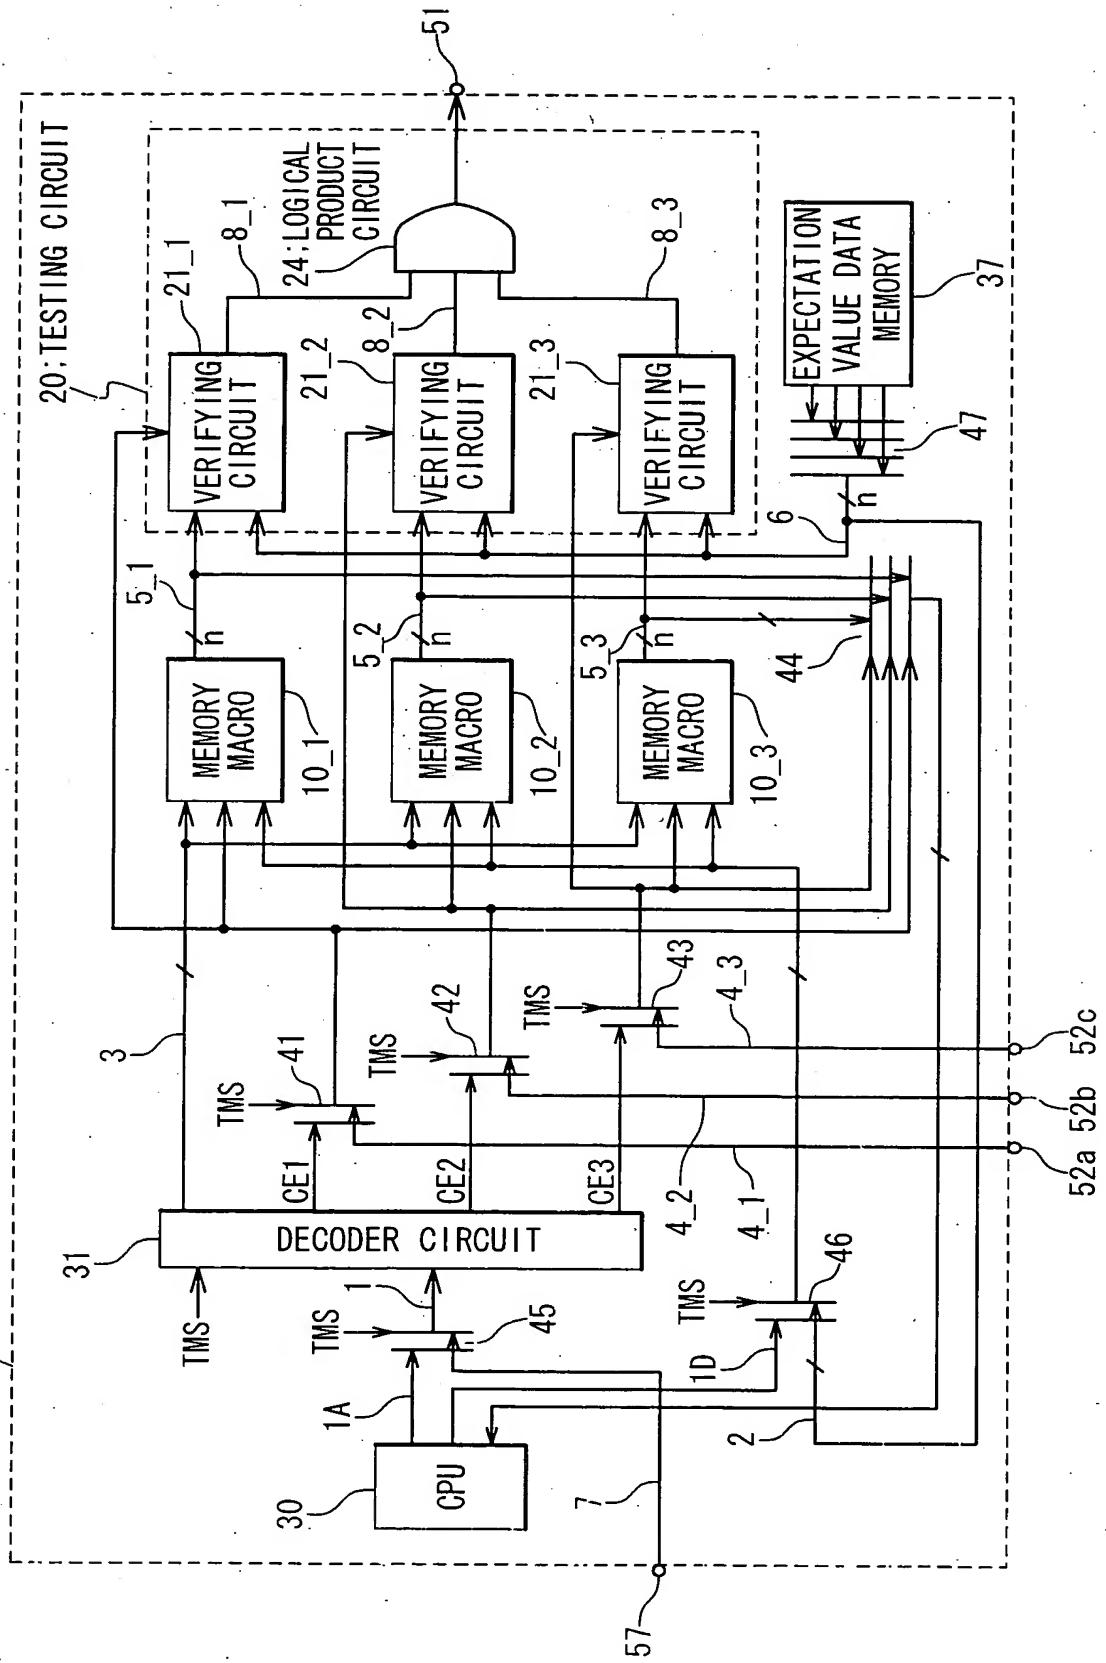 20;TESTING CIRCUIT
21_1
8_1
24;LOGICAL
PRODUCT
CIRCUIT
51
VERIFYING
CIRCUIT
21_2
8_2
VERIFYING
CIRCUIT
21_3
8_3
VERIFYING
CIRCUIT
EXPECTATION
VALUE DATA
MEMORY
37
47
n
6
5_1
n
5_2
n
5_3
n
44
MEMORY
MACRO
10_1
MEMORY
MACRO
10_2
MEMORY
MACRO
10_3
3
TMS
41
TMS
42
TMS
43
4_3
52c
4_2
52b
4_1
52a
CE1
CE2
CE3
31
DECODER CIRCUIT
TMS
1
TMS
45
1A
TMS
46
1D
2
30
CPU
7
57